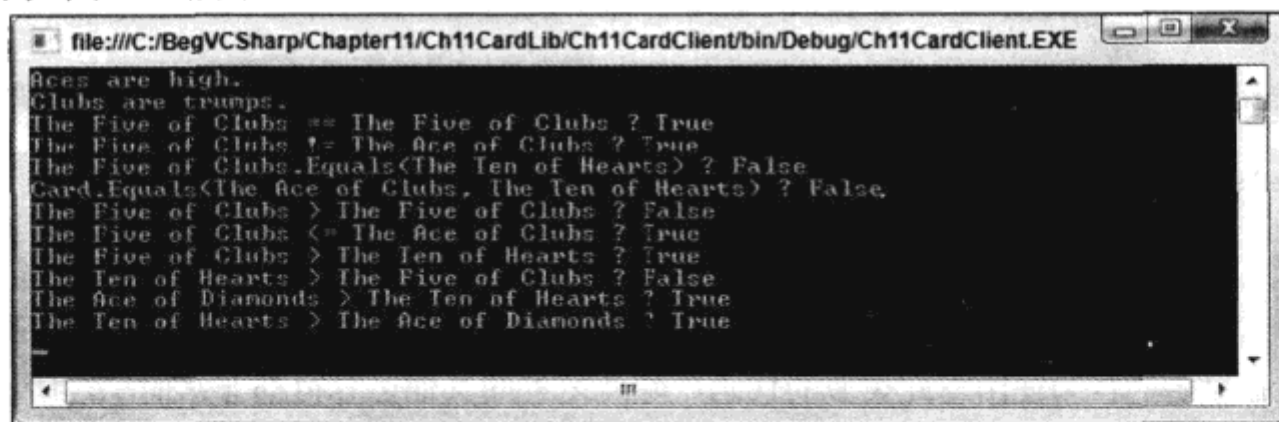 file:///C:/BegVCSharp/Chapter11/Ch11CardLib/Ch11CardClient/bin/Debug/Ch11CardClient.EXE
Aces are high.
Clubs are trumps.
The Five of Clubs == The Five of Clubs ? True
The Five of Clubs != The Ace of Clubs ? True
The Five of Clubs.Equals(The Ten of Hearts) ? False
Card.Equals(The Ace of Clubs, The Ten of Hearts) ? False
The Five of Clubs > The Five of Clubs ? False
The Five of Clubs <= The Ace of Clubs ? True
The Five of Clubs > The Ten of Hearts ? True
The Ten of Hearts > The Five of Clubs ? False
The Ace of Diamonds > The Ten of Hearts ? True
The Ten of Hearts > The Ace of Diamonds ? True